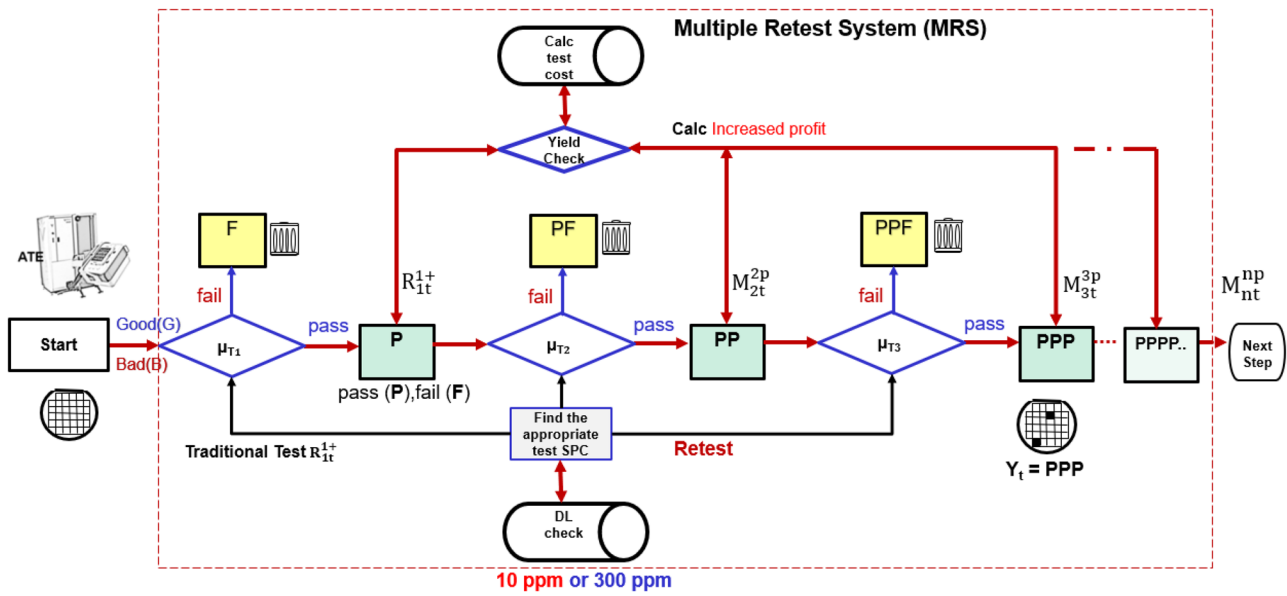 Multiple Retest System (MRS)
Calc
test
cost
Yield
Check
Calc Increased profit
ATE
F
PF
PPF
R₁ₜ¹⁺
M₂ₜ²ᵖ
M₃ₜ³ᵖ
Mₙₜⁿᵖ
fail
fail
fail
Start
Good(G)
Bad(B)
μT₁
pass
P
μT₂
pass
PP
μT₃
pass
PPP
PPPP..
Next
Step
pass (P),fail (F)
Traditional Test R₁ₜ¹⁺
Find the
appropriate
test SPC
Retest
Yₜ = PPP
DL
check
10 ppm or 300 ppm